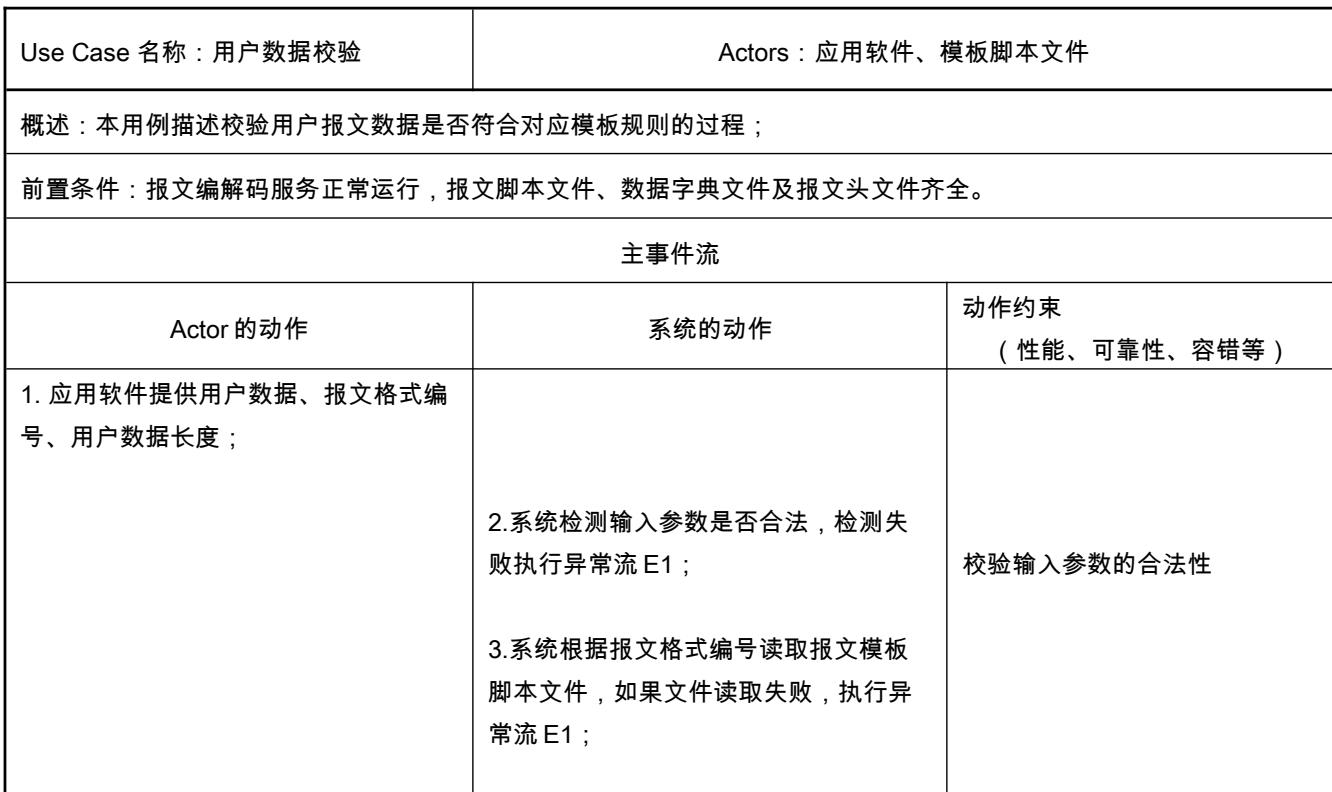 Use Case 名称：用户数据校验
Actors：应用软件、模板脚本文件
概述：本用例描述校验用户报文数据是否符合对应模板规则的过程；
前置条件：报文编解码服务正常运行，报文脚本文件、数据字典文件及报文头文件齐全。
主事件流
Actor 的动作
系统的动作
动作约束
（性能、可靠性、容错等）
1. 应用软件提供用户数据、报文格式编
号、用户数据长度；
2.系统检测输入参数是否合法，检测失
败执行异常流 E1；
校验输入参数的合法性
3.系统根据报文格式编号读取报文模板
脚本文件，如果文件读取失败，执行异
常流 E1；